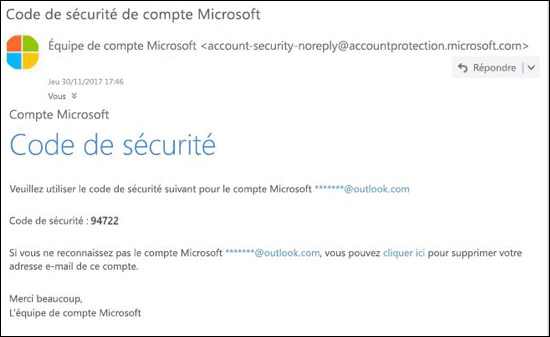 Code de sécurité de compte Microsoft
Équipe de compte Microsoft <account-security-noreply@accountprotection.microsoft.com>
Répondre
Jeu 30/11/2017 17:46
Vous
Compte Microsoft
Code de sécurité
Veuillez utiliser le code de sécurité suivant pour le compte Microsoft *******@outlook.com
Code de sécurité : 94722
Si vous ne reconnaissez pas le compte Microsoft *******@outlook.com, vous pouvez cliquer ici pour supprimer votre
adresse e-mail de ce compte.
Merci beaucoup,
L'équipe de compte Microsoft